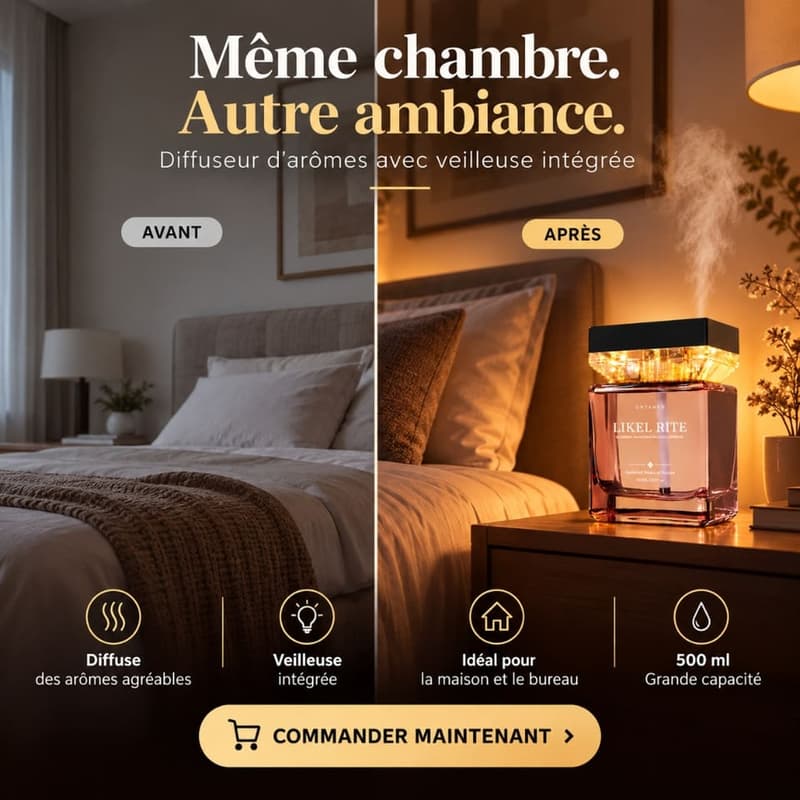 Même chambre.
Autre ambiance.
Diffuseur d'arômes avec veilleuse intégrée
AVANT
APRÈS
LIKEL RITE
Diffuse
des arômes agréables
Veilleuse
intégrée
Idéal pour
la maison et le bureau
500 ml
Grande capacité
COMMANDER MAINTENANT